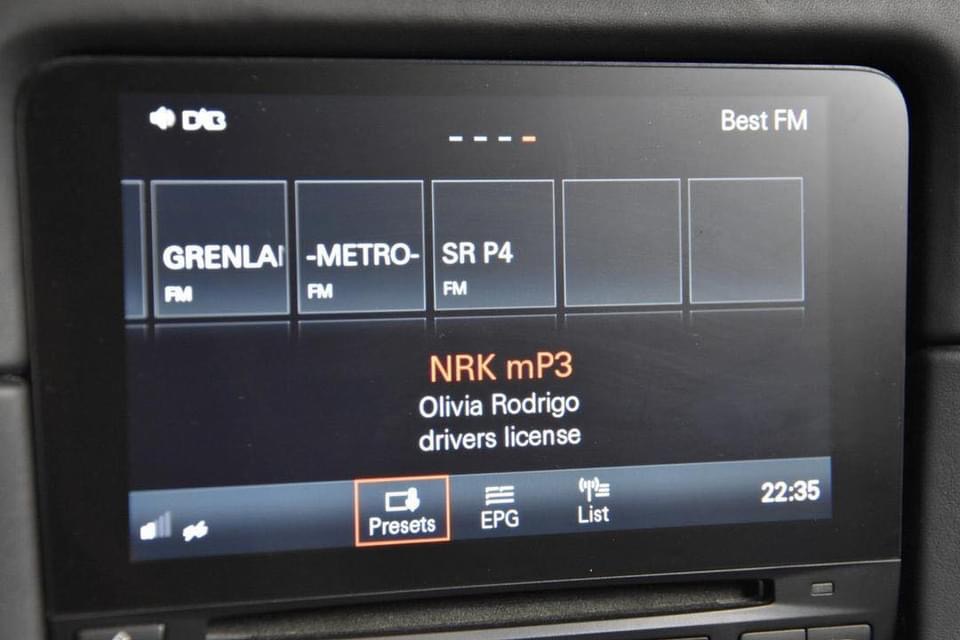 DAB
Best FM
GRENLA
FM
-METRO-
FM
SR P4
FM
NRK mP3
Olivia Rodrigo
drivers license
Presets
EPG
List
22:35